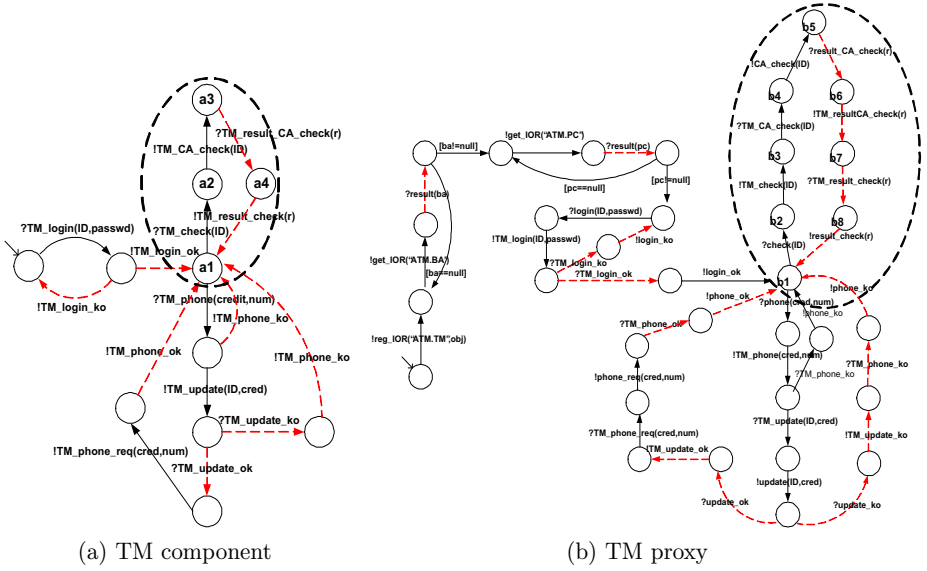 a3
?TM_result_CA_check(r)
!TM_CA_check(ID)
a2
a4
!TM_result_check(r)
?TM_check(ID)
?TM_login(ID,passwd)
!TM_login_ok
a1
!TM_login_ko
?TM_phone(credit,num)
!TM_phone_ko
!TM_phone_ok
!TM_phone_ko
!TM_update(ID,cred)
?TM_update_ko
!TM_phone_req(cred,num)
?TM_update_ok
(a) TM component
b5
?result_CA_check(r)
!CA_check(ID)
b4
b6
!TM_resultCA_check(r)
?TM_CA_check(ID)
b3
b7
?TM_result_check(r)
!TM_check(ID)
b2
b8
!result_check(r)
?check(ID)
b1
[ba!=null]
!get_IOR("ATM.PC")
?result(pc)
[pc==null]
[pc!=null]
?result(ba)
!get_IOR("ATM.BA")
[ba==null]
!reg_IOR("ATM.TM",obj)
?login(ID,passwd)
!TM_login(ID,passwd)
!login_ko
?TM_login_ko
?TM_login_ok
!login_ok
!phone_ok
?phone(cred,num)
!phone_ko
!phone_ko
?TM_phone_ok
!TM_phone(cred,num)
?TM_phone_ko
?TM_phone_ko
!phone_req(cred,num)
?TM_update(ID,cred)
?TM_phone_req(cred,num)
!TM_update_ok
!TM_update_ko
!update(ID,cred)
?update_ok
?update_ko
(b) TM proxy